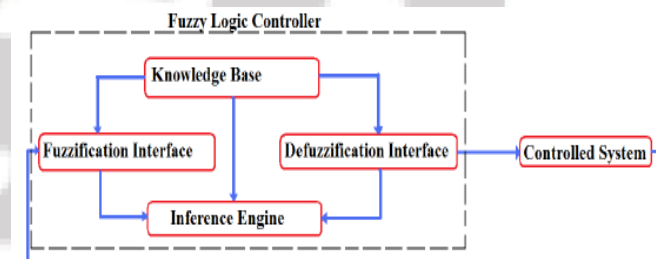 Fuzzy Logic Controller
Knowledge Base
Fuzzification Interface
Defuzzification Interface
Controlled System
Inference Engine